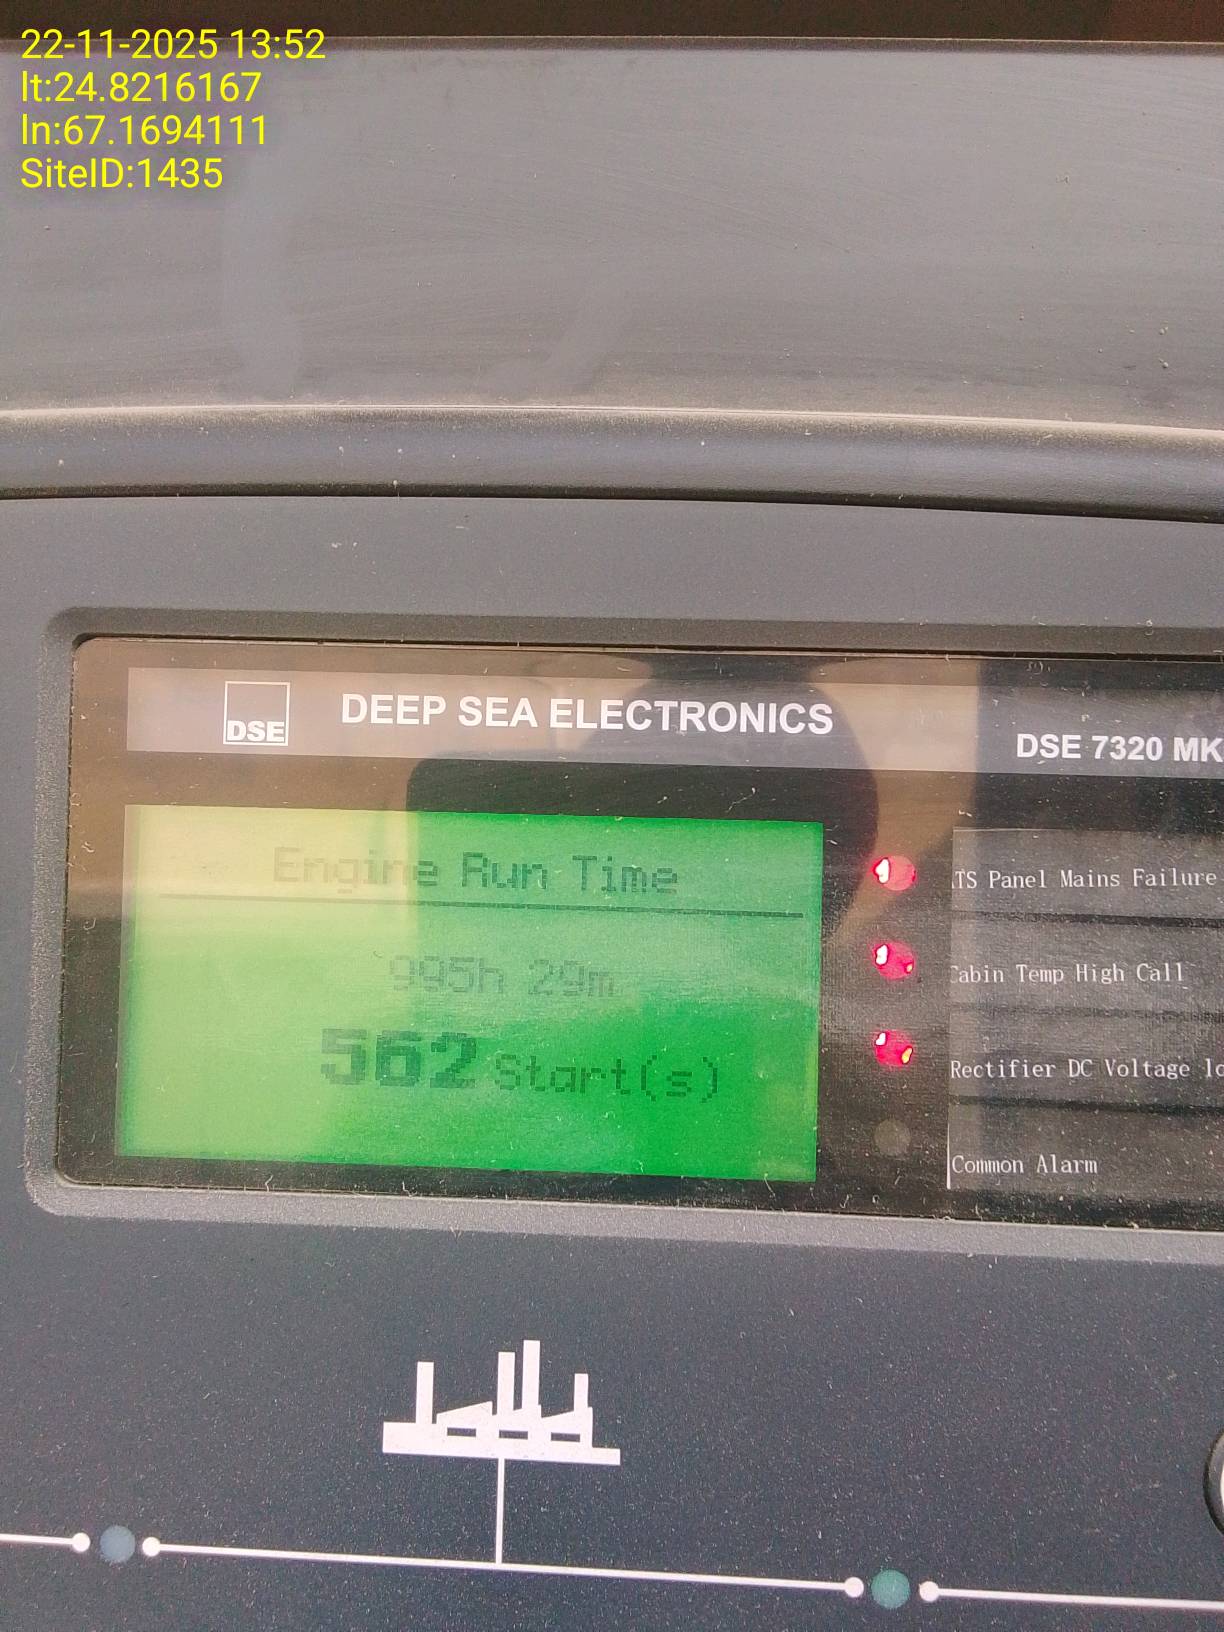 22-11-2025 13:52
lt:24.8216167
ln:67.1694111
SiteID:1435
DSE
DEEP SEA ELECTRONICS
DSE 7320 MK
Engine Run Time
995h 29m
562 Start(s)
TS Panel Mains Failure
Cabin Temp High Call
Rectifier DC Voltage lo
Common Alarm